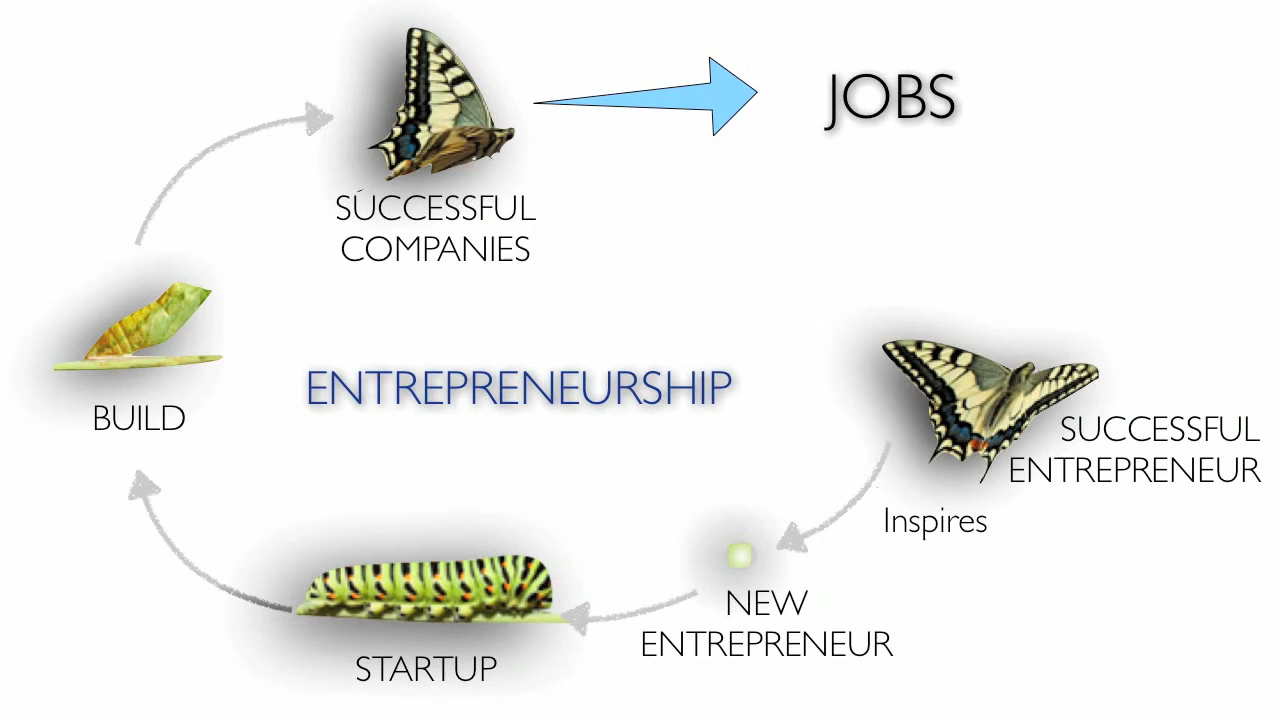 JOBS
SUCCESSFUL
COMPANIES
ENTREPRENEURSHIP
BUILD
SUCCESSFUL
ENTREPRENEUR
Inspires
NEW
ENTREPRENEUR
STARTUP